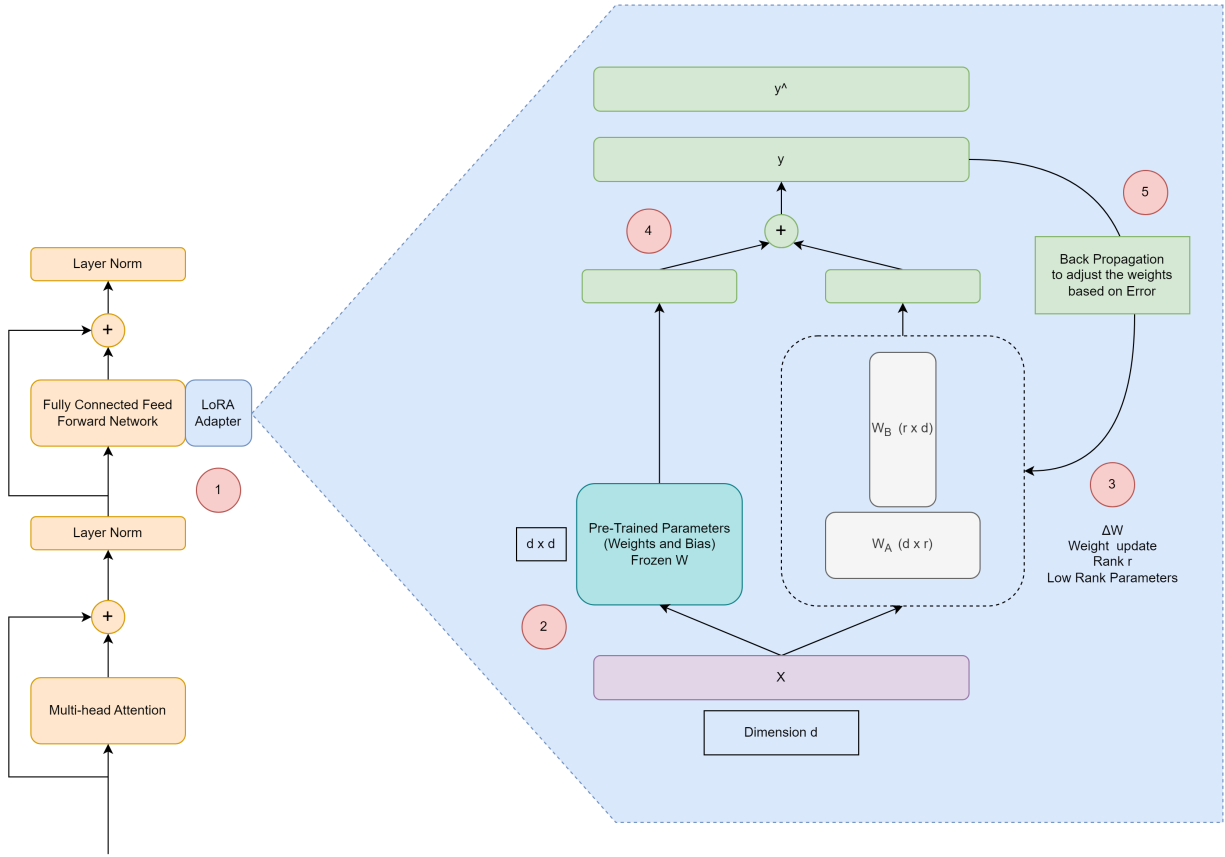 y^
y
5
4
+
Back Propagation
to adjust the weights
based on Error
Layer Norm
+
Fully Connected Feed
Forward Network
LoRA
Adapter
1
W_B (r x d)
3
ΔW
Weight update
Rank r
Low Rank Parameters
d x d
Pre-Trained Parameters
(Weights and Bias)
Frozen W
W_A (d x r)
Layer Norm
+
2
X
Multi-head Attention
Dimension d